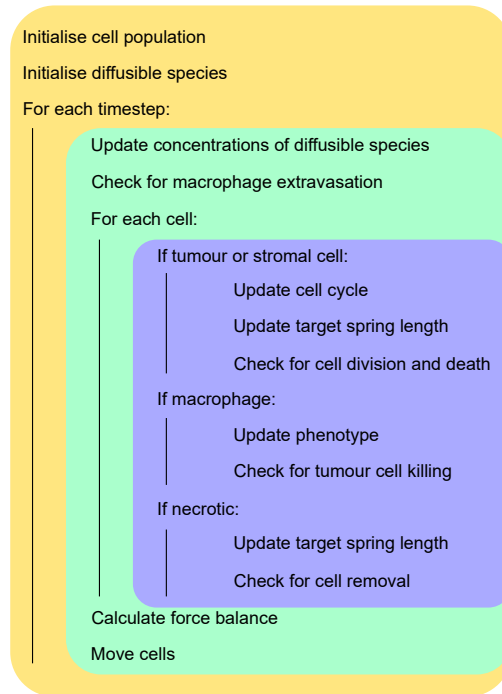 Initialise cell population
Initialise diffusible species
For each timestep:
Update concentrations of diffusible species
Check for macrophage extravasation
For each cell:
If tumour or stromal cell:
Update cell cycle
Update target spring length
Check for cell division and death
If macrophage:
Update phenotype
Check for tumour cell killing
If necrotic:
Update target spring length
Check for cell removal
Calculate force balance
Move cells